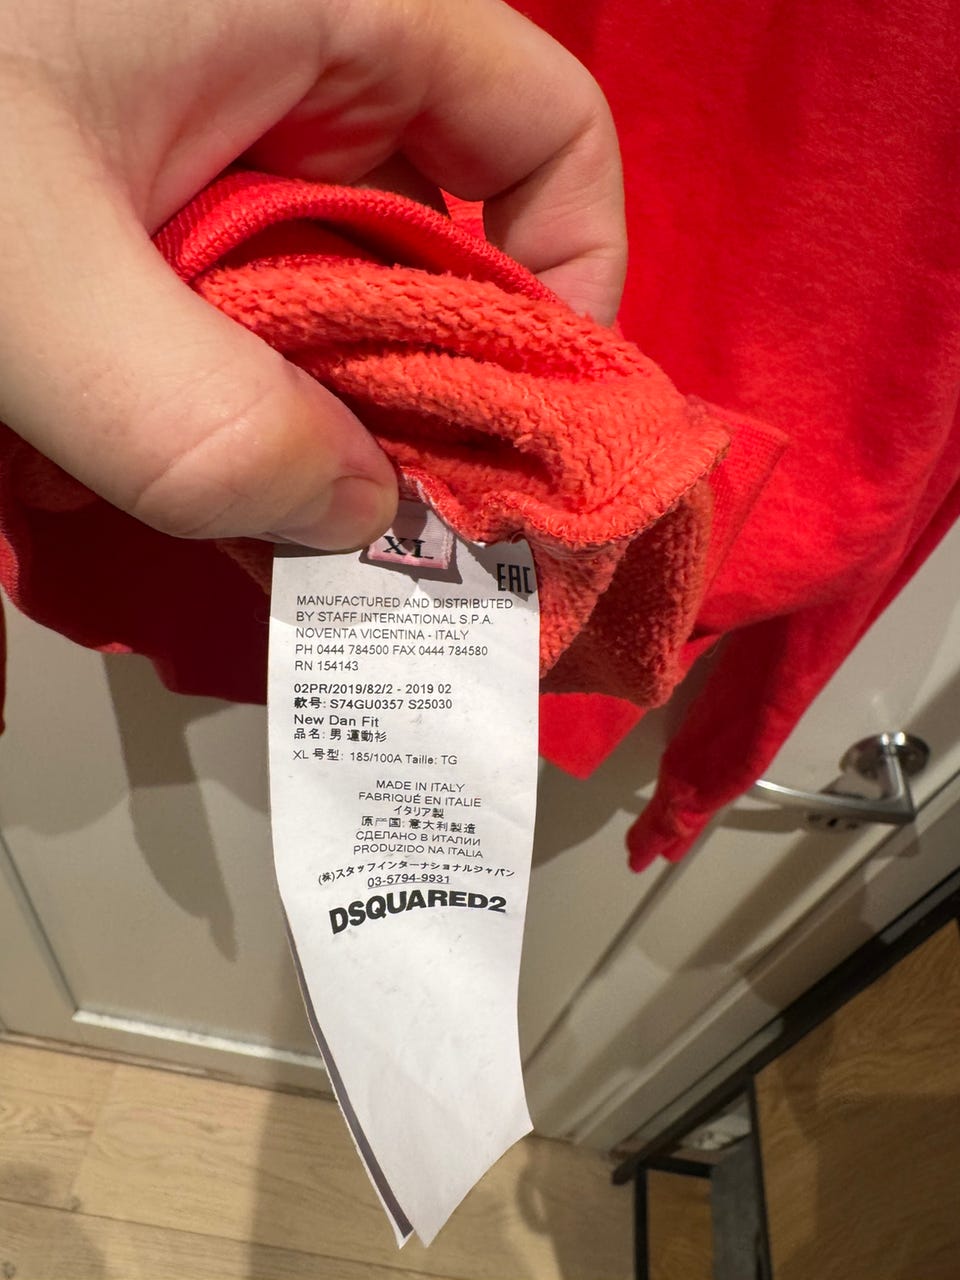 XL
EAC
MANUFACTURED AND DISTRIBUTED
BY STAFF INTERNATIONAL S.P.A.
NOVENTA VICENTINA - ITALY
PH 0444 784500 FAX 0444 784580
RN 154143
02PR/2019/82/2 - 2019 02
款号: S74GU0357 S25030
New Dan Fit
品名: 男 運動衫
XL 号型: 185/100A Taille: TG
MADE IN ITALY
FABRIQUÉ EN ITALIE
イタリア製
原产国: 意大利製造
СДЕЛАНО В ИТАЛИИ
PRODUZIDO NA ITALIA
(株)スタッフインターナショナルジャパン
03-5794-9931
DSQUARED2